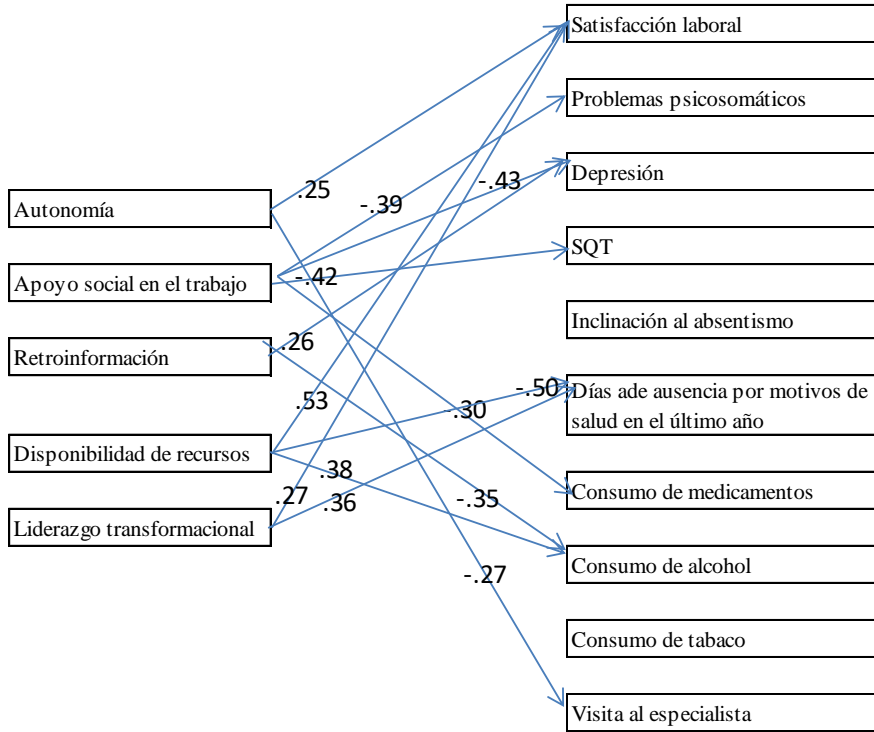 Satisfacción laboral
Problemas psicosomáticos
Depresión
SQT
Inclinación al absentismo
Días ade ausencia por motivos de
salud en el último año
Consumo de medicamentos
Consumo de alcohol
Consumo de tabaco
Visita al especialista
Autonomía
Apoyo social en el trabajo
Retroinformación
Disponibilidad de recursos
Liderazgo transformacional
.25
-.39
-.43
-.42
.26
-.50
.53
-.30
.38
.27
.36
-.35
-.27